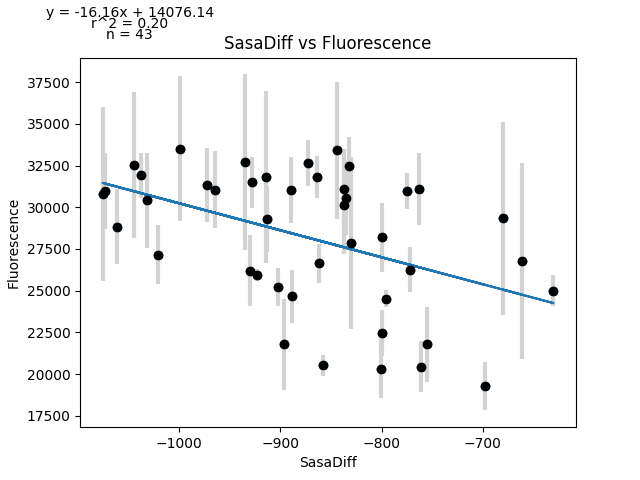 y = -16.16x + 14076.14
r^2 = 0.20
n = 43
SasaDiff vs Fluorescence
37500
35000
32500
30000
27500
25000
22500
20000
17500
Fluorescence
−1000
−900
−800
−700
SasaDiff